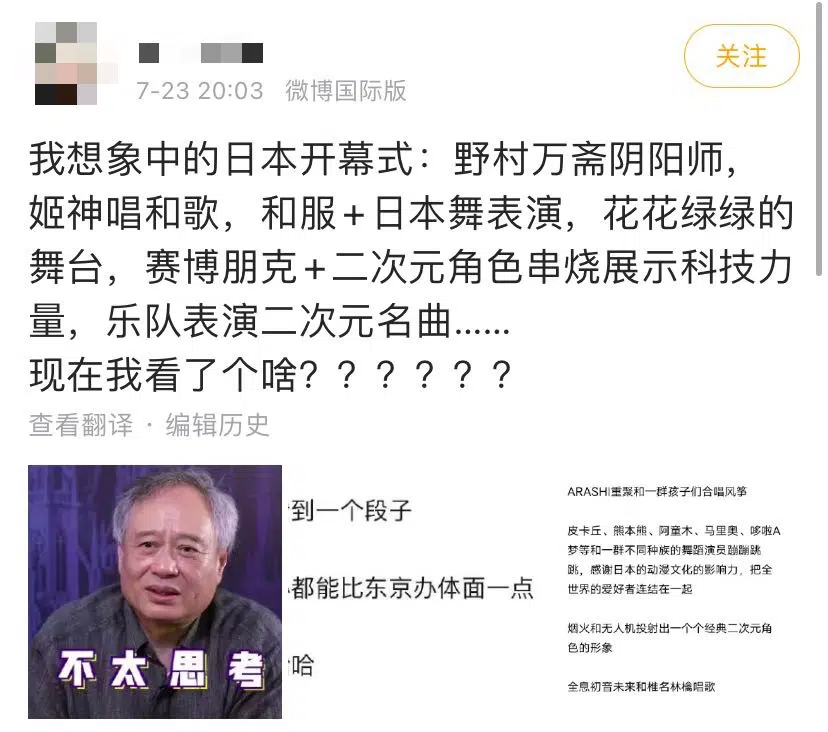 关注
7-23 20:03 微博国际版
我想象中的日本开幕式：野村万斋阴阳师，
姬神唱和歌，和服+日本舞表演，花花绿绿的
舞台，赛博朋克+二次元角色串烧展示科技力
量，乐队表演二次元名曲......
现在我看了个啥？？？？？？
查看翻译 · 编辑历史
不太思考
到一个段子
都能比东京办体面一点
哈
ARASHI重聚和一群孩子们合唱风筝
皮卡丘、熊本熊、阿童木、马里奥、哆啦A
梦等和一群不同种族的舞蹈演员蹦蹦跳
跳，感谢日本的动漫文化的影响力，把全
世界的爱好者连结在一起
烟火和无人机投射出一个个经典二次元角
色的形象
全息初音未来和椎名林檎唱歌